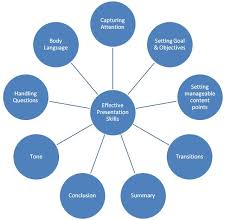 Capturing
Attention
Setting Goal
& Objectives
Setting
manageable
content
points
Transitions
Summary
Conclusion
Tone
Handling
Questions
Body
Language
Effective
Presentation
Skills